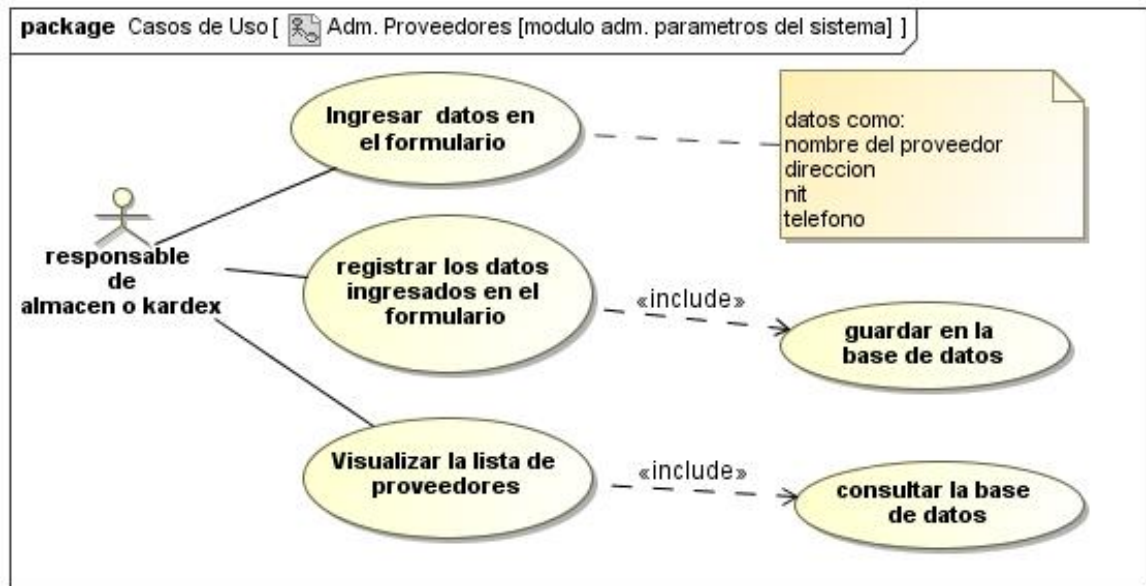 package Casos de Uso [ Adm. Proveedores [modulo adm. parametros del sistema] ]
Ingresar datos en
el formulario
datos como:
nombre del proveedor
direccion
nit
telefono
responsable
de
almacen o kardex
registrar los datos
ingresados en el
formulario
«include»
guardar en la
base de datos
Visualizar la lista de
proveedores
«include»
consultar la base
de datos